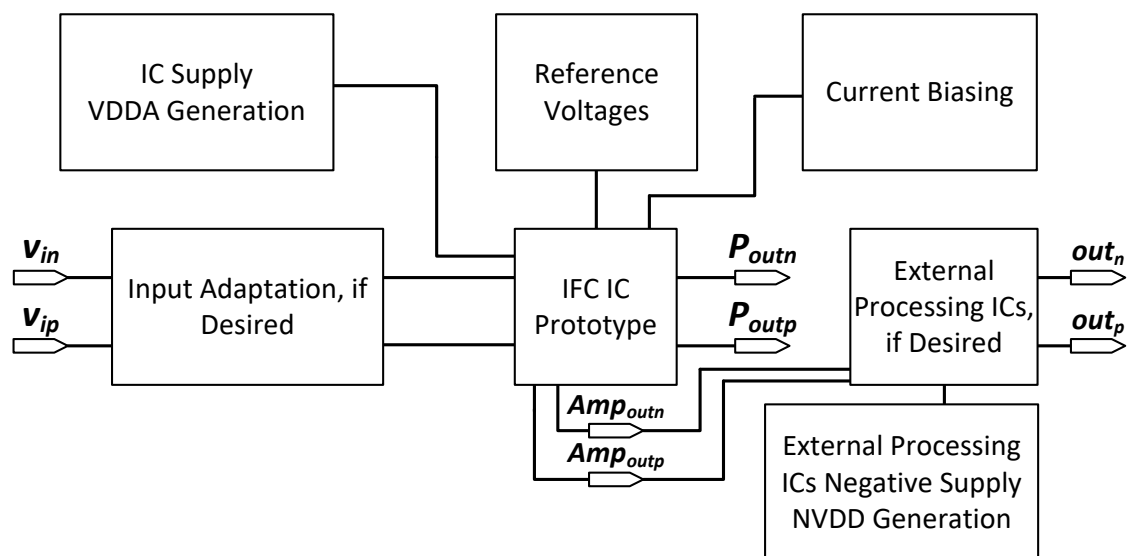 IC Supply
VDDA Generation
Reference
Voltages
Current Biasing
vin
vip
Input Adaptation, if
Desired
IFC IC
Prototype
Poutn
Poutp
External
Processing ICs,
if Desired
outn
outp
Ampoutn
Ampoutp
External Processing
ICs Negative Supply
NVDD Generation